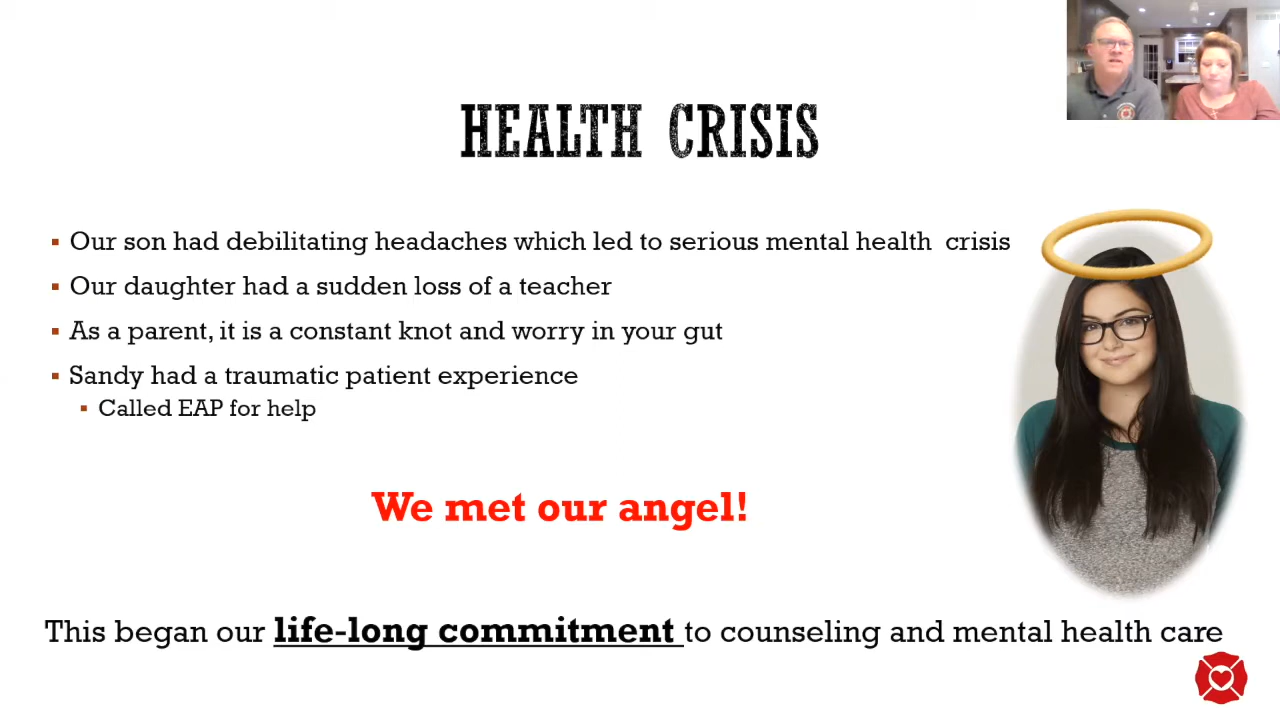 HEALTH CRISIS
Our son had debilitating headaches which led to serious mental health crisis
Our daughter had a sudden loss of a teacher
As a parent, it is a constant knot and worry in your gut
Sandy had a traumatic patient experience
Called EAP for help
We met our angel!
This began our life-long commitment to counseling and mental health care